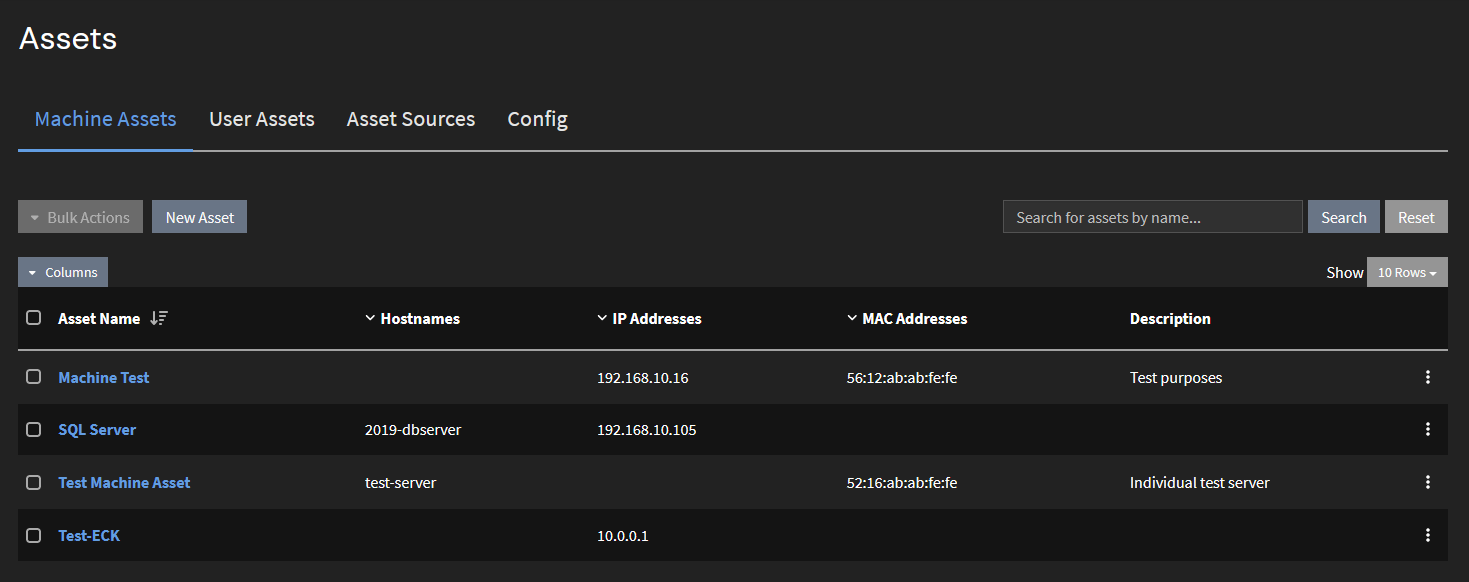 Assets
Machine Assets User Assets Asset Sources Config
Bulk Actions New Asset Search for assets by name... Search Reset
Columns Show 10 Rows
Asset Name Hostnames IP Addresses MAC Addresses Description
Machine Test 192.168.10.16 56:12:ab:ab:fe:fe Test purposes
SQL Server 2019-dbserver 192.168.10.105
Test Machine Asset test-server 52:16:ab:ab:fe:fe Individual test server
Test-ECK 10.0.0.1